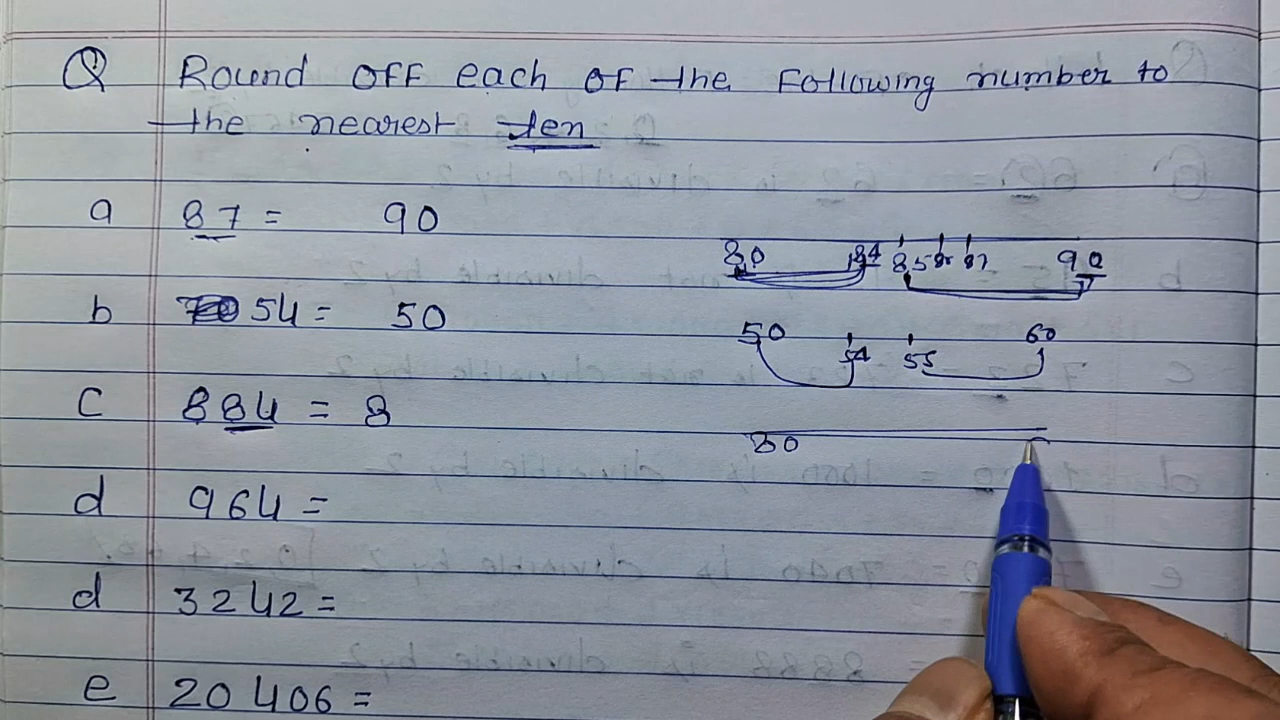 Q Round OFF each of the Following number to
the nearest ten
a 87 = 90
80 84 85 87 90
b 54 = 50
50 54 55 60
c 884 = 8
80
d 964 =
d 3242 =
e 20406 =